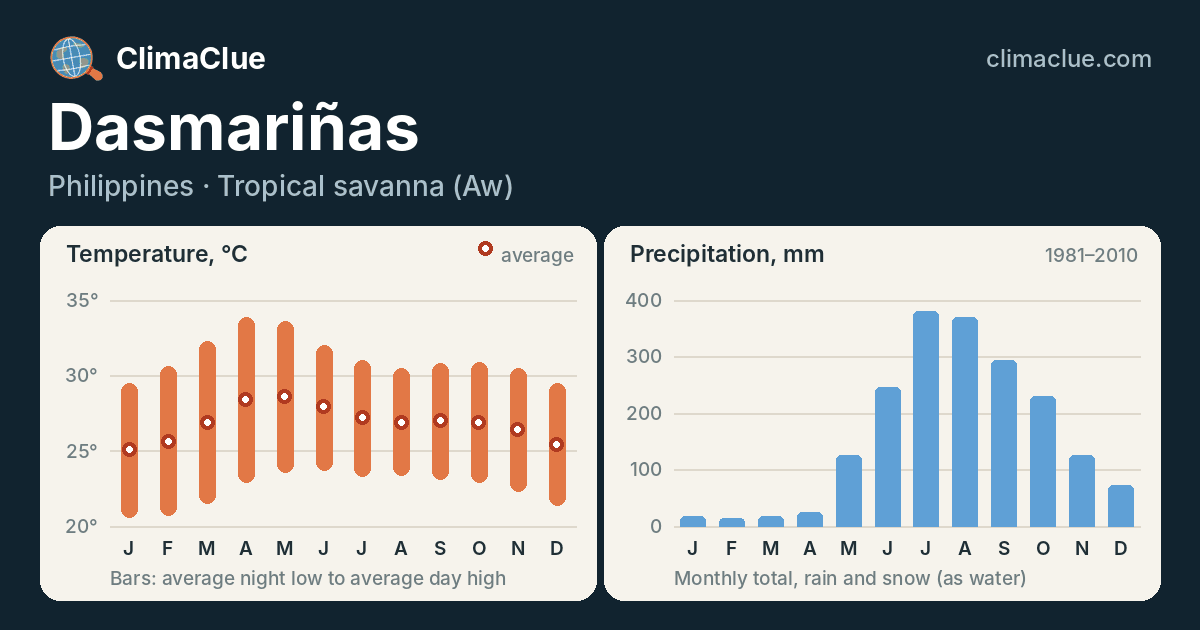 ClimaClue
climaclue.com
Dasmariñas
Philippines · Tropical savanna (Aw)
Temperature, °C
average
35°
30°
25°
20°
J F M A M J J A S O N D
Bars: average night low to average day high
Precipitation, mm
1981–2010
400
300
200
100
0
J F M A M J J A S O N D
Monthly total, rain and snow (as water)